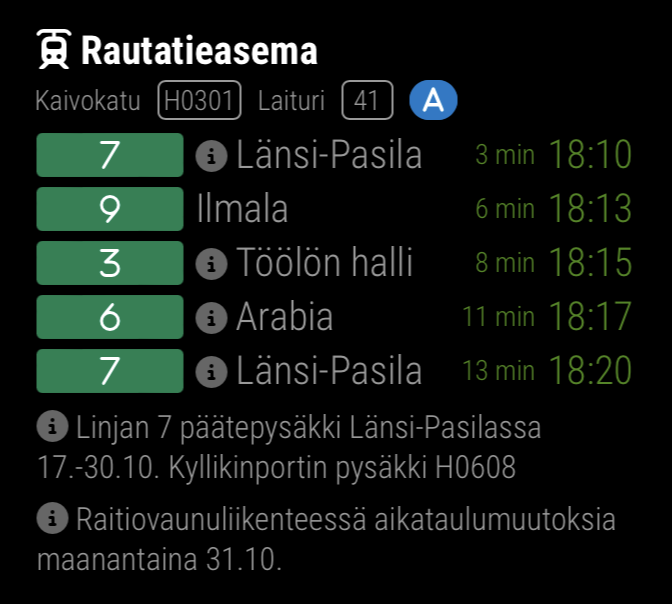 Rautatieasema
Kaivokatu H0301 Laituri 41 A
7 Länsi-Pasila 3 min 18:10
9 Ilmala 6 min 18:13
3 Töölön halli 8 min 18:15
6 Arabia 11 min 18:17
7 Länsi-Pasila 13 min 18:20
Linjan 7 päätepysäkki Länsi-Pasilassa
17.-30.10. Kyllikinportin pysäkki H0608
Raitiovaunuliikenteessä aikataulumuutoksia
maanantaina 31.10.